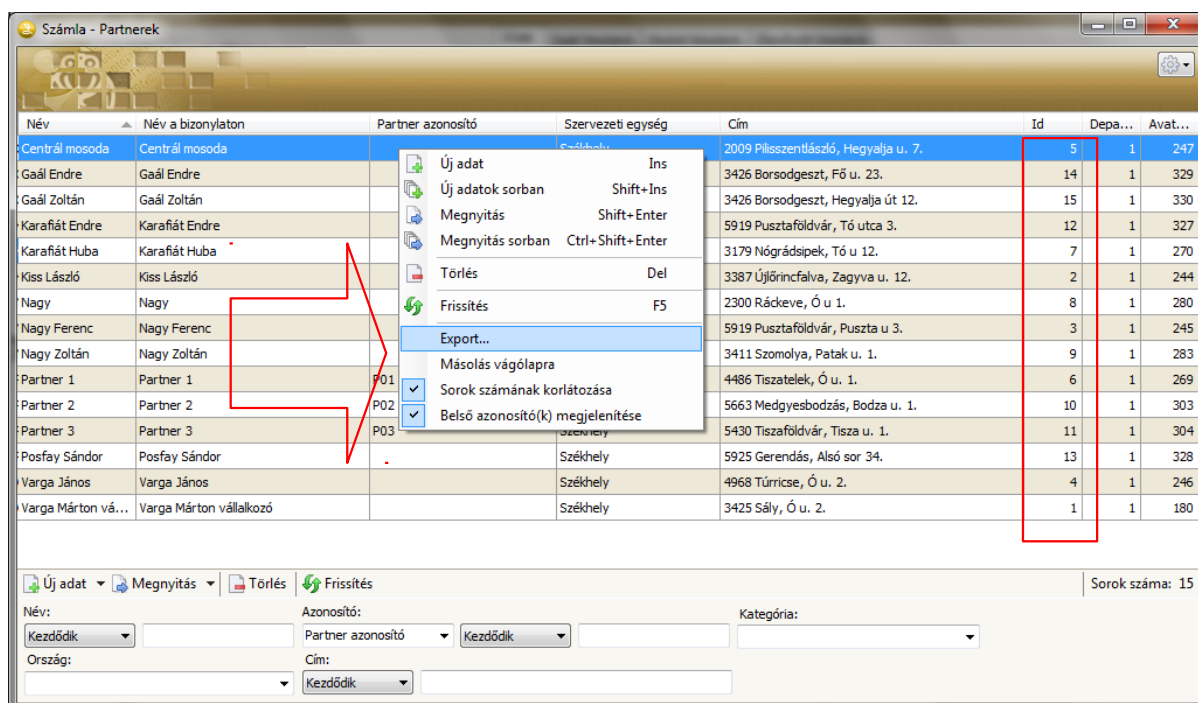 Számla - Partnerek
Név Név a bizonylaton Partner azonosító Szervezeti egység Cím Id Depa... Avat...
Centrál mosoda Centrál mosoda Székhely 2009 Pilisszentlászló, Hegyalja u. 7. 5 1 247
Gaál Endre Gaál Endre 3426 Borsodgeszt, Fő u. 23. 14 1 329
Gaál Zoltán Gaál Zoltán 3426 Borsodgeszt, Hegyalja út 12. 15 1 330
Karafiát Endre Karafiát Endre 5919 Pusztaföldvár, Tó utca 3. 12 1 327
Karafiát Huba Karafiát Huba 3179 Nógrádsipek, Tó u 12. 7 1 270
Kiss László Kiss László 3387 Újlőrincfalva, Zagyva u. 12. 2 1 244
Nagy Nagy 2300 Ráckeve, Ó u 1. 8 1 280
Nagy Ferenc Nagy Ferenc 5919 Pusztaföldvár, Puszta u 3. 3 1 245
Nagy Zoltán Nagy Zoltán 3411 Szomolya, Patak u. 1. 9 1 283
Partner 1 Partner 1 P01 4486 Tiszatelek, Ó u. 1. 6 1 269
Partner 2 Partner 2 P02 5663 Medgyesbodzás, Bodza u. 1. 10 1 303
Partner 3 Partner 3 P03 Székhely 5430 Tiszaföldvár, Tisza u. 1. 11 1 304
Posfay Sándor Posfay Sándor Székhely 5925 Gerendás, Alsó sor 34. 13 1 328
Varga János Varga János Székhely 4968 Túrricse, Ó u. 2. 4 1 246
Varga Márton vá... Varga Márton vállalkozó Székhely 3425 Sály, Ó u. 2. 1 1 180
Új adat Ins
Új adatok sorban Shift+Ins
Megnyitás Shift+Enter
Megnyitás sorban Ctrl+Shift+Enter
Törlés Del
Frissítés F5
Export...
Másolás vágólapra
Sorok számának korlátozása
Belső azonosító(k) megjelenítése
Új adat Megnyitás Törlés Frissítés Sorok száma: 15
Név: Azonosító: Kategória:
Kezdődik Partner azonosító Kezdődik
Ország: Cím:
Kezdődik